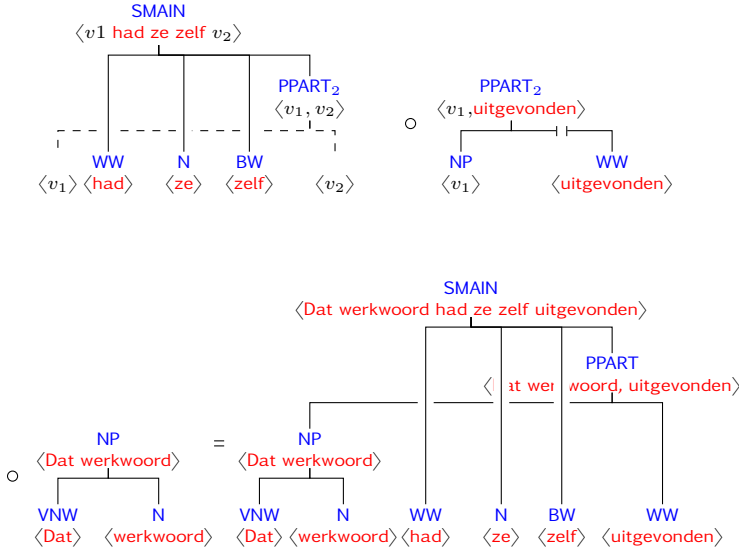 SMAIN
⟨v1 had ze zelf v₂⟩
PPART₂
⟨v₁, v₂⟩
WW N BW
⟨v₁⟩ ⟨had⟩ ⟨ze⟩ ⟨zelf⟩ ⟨v₂⟩
∘
PPART₂
⟨v₁,uitgevonden⟩
NP WW
⟨v₁⟩ ⟨uitgevonden⟩
SMAIN
⟨Dat werkwoord had ze zelf uitgevonden⟩
PPART
⟨Dat werkwoord, uitgevonden⟩
∘
NP
⟨Dat werkwoord⟩
VNW N
⟨Dat⟩ ⟨werkwoord⟩
=
NP
⟨Dat werkwoord⟩
VNW N WW N BW WW
⟨Dat⟩ ⟨werkwoord⟩ ⟨had⟩ ⟨ze⟩ ⟨zelf⟩ ⟨uitgevonden⟩